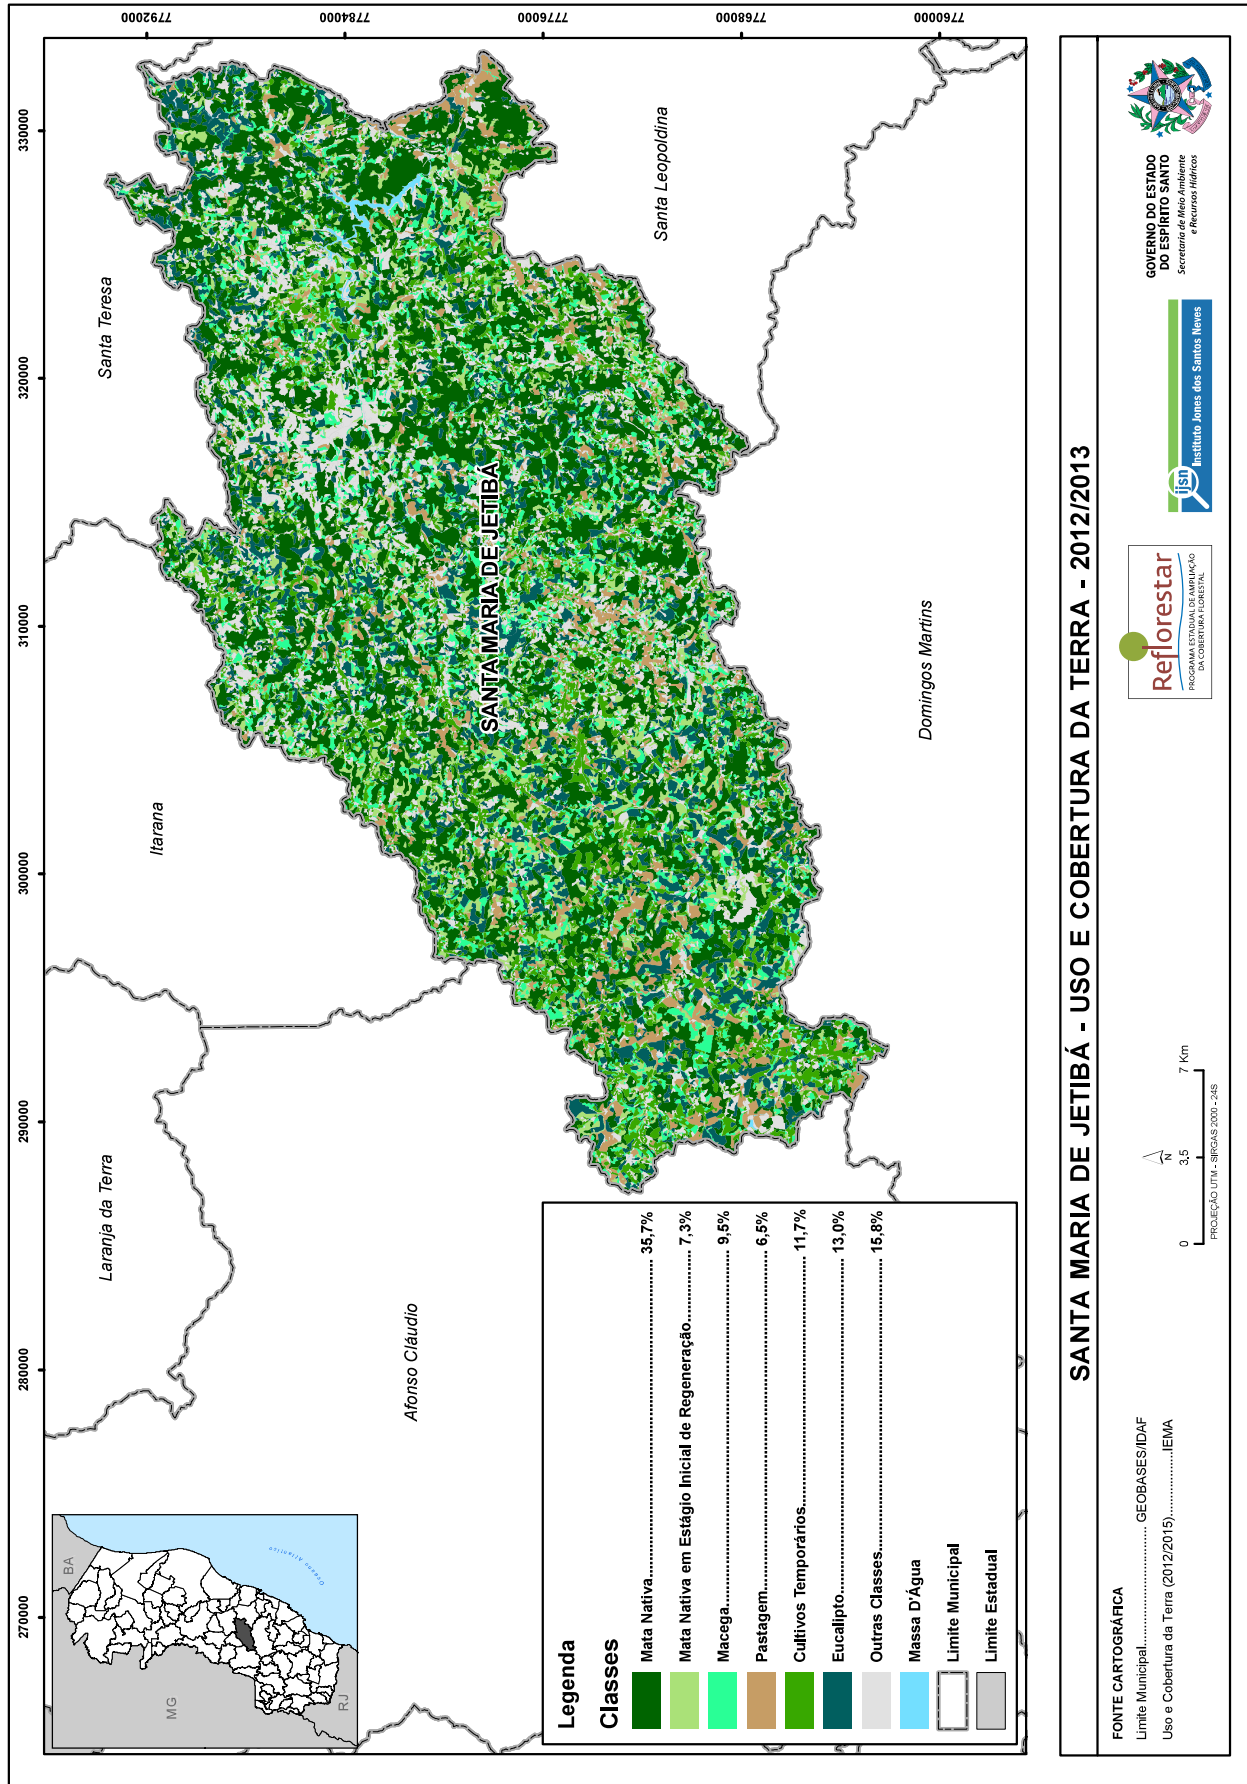 270000
280000
290000
300000
310000
320000
330000
7792000
7784000
7776000
7768000
7760000
BA
MG
RJ
Oceano Atlântico
Laranja da Terra
Itarana
Santa Teresa
Afonso Cláudio
SANTA MARIA DE JETIBÁ
Santa Leopoldina
Domingos Martins
Legenda
Classes
Mata Nativa 35,7%
Mata Nativa em Estágio Inicial de Regeneração 7,3%
Macega 9,5%
Pastagem 6,5%
Cultivos Temporários 11,7%
Eucalipto 13,0%
Outras Classes 15,8%
Massa D'Água
Limite Municipal
Limite Estadual
SANTA MARIA DE JETIBÁ - USO E COBERTURA DA TERRA - 2012/2013
FONTE CARTOGRÁFICA
Limite Municipal GEOBASES/IDAF
Uso e Cobertura da Terra (2012/2015) IEMA
N
0 3,5 7 Km
PROJEÇÃO UTM - SIRGAS 2000 - 24S
Reflorestar
PROGRAMA ESTADUAL DE AMPLIAÇÃO
DA COBERTURA FLORESTAL
ijsn
Instituto Jones dos Santos Neves
GOVERNO DO ESTADO
DO ESPÍRITO SANTO
Secretaria de Meio Ambiente
e Recursos Hídricos